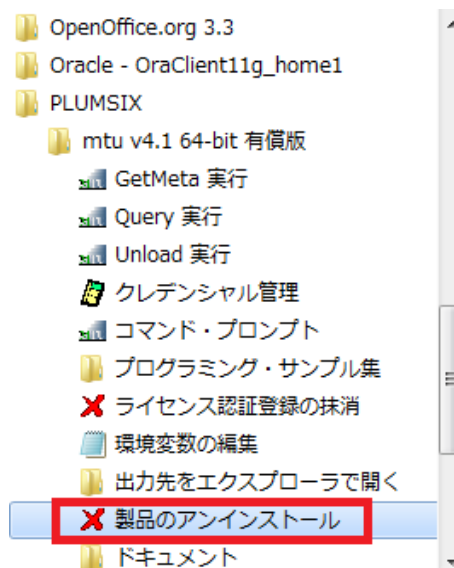 OpenOffice.org 3.3
Oracle - OraClient11g_home1
PLUMSIX
mtu v4.1 64-bit 有償版
GetMeta 実行
Query 実行
Unload 実行
クレデンシャル管理
コマンド・プロンプト
プログラミング・サンプル集
ライセンス認証登録の抹消
環境変数の編集
出力先をエクスプローラで開く
製品のアンインストール
ドキュメント